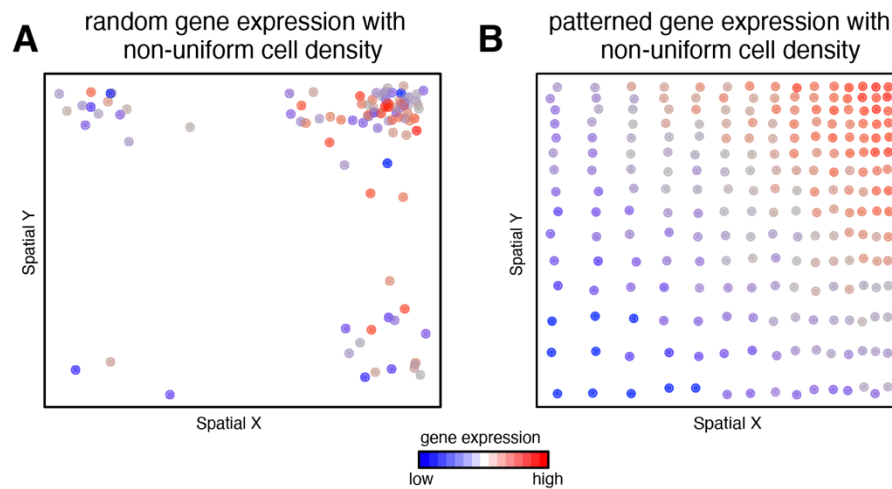 A
random gene expression with
non-uniform cell density
Spatial Y
Spatial X
B
patterned gene expression with
non-uniform cell density
Spatial Y
Spatial X
gene expression
low
high